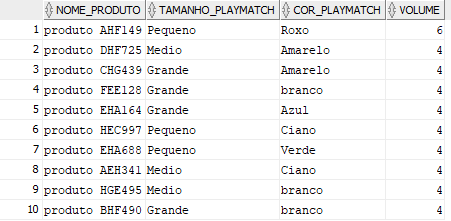 NOME_PRODUTO TAMANHO_PLAYMATCH COR_PLAYMATCH VOLUME
1 produto AHF149 Pequeno Roxo 6
2 produto DHF725 Medio Amarelo 4
3 produto CHG439 Grande Amarelo 4
4 produto FEE128 Grande branco 4
5 produto EHA164 Grande Azul 4
6 produto HEC997 Pequeno Ciano 4
7 produto EHA688 Pequeno Verde 4
8 produto AEH341 Medio Ciano 4
9 produto HGE495 Medio branco 4
10 produto BHF490 Grande branco 4